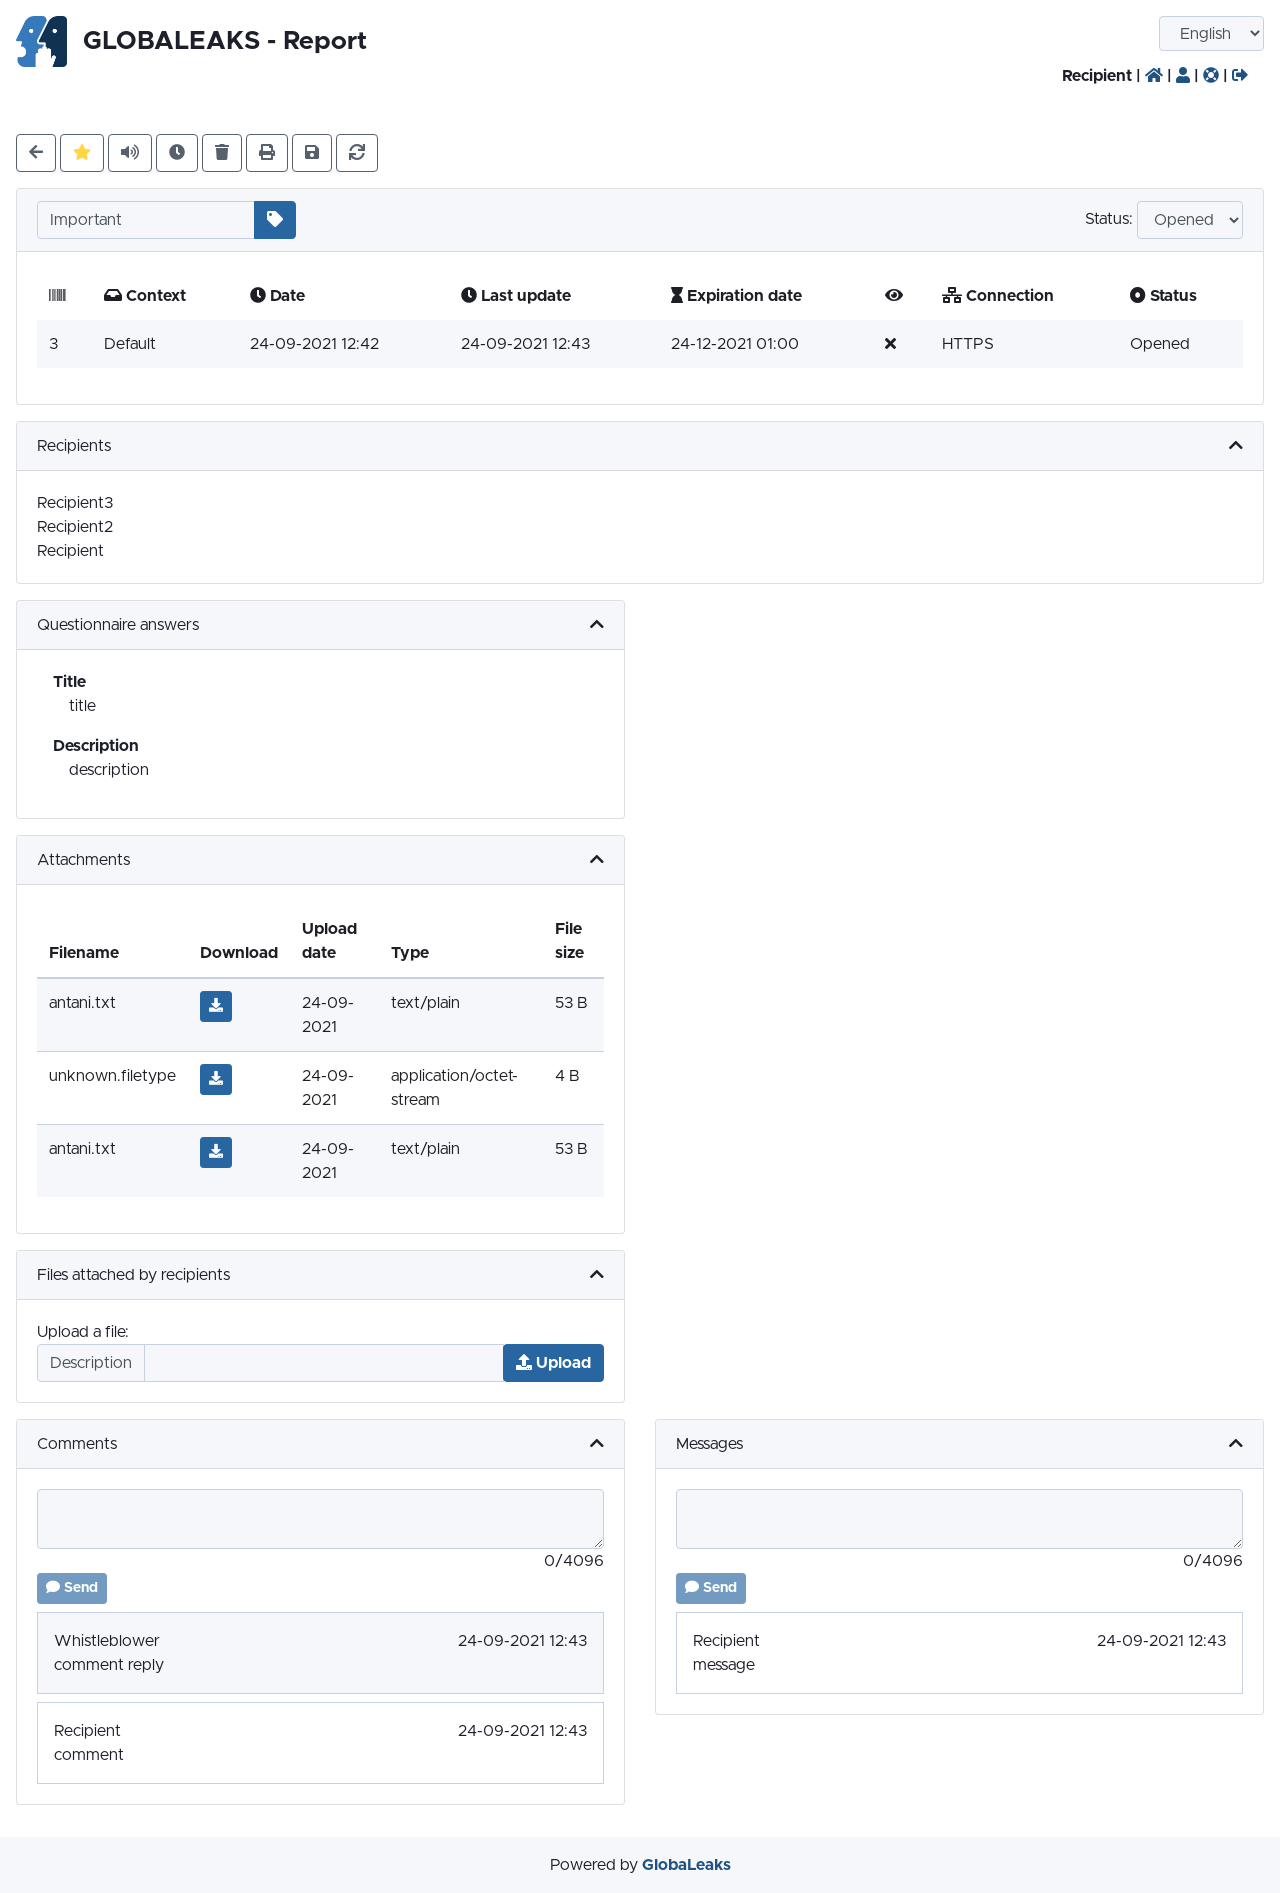 GLOBALEAKS - Report
English
Recipient | | | |
Important
Status: Opened
Context Date Last update Expiration date Connection Status
3 Default 24-09-2021 12:42 24-09-2021 12:43 24-12-2021 01:00 HTTPS Opened
Recipients
Recipient3
Recipient2
Recipient
Questionnaire answers
Title
title
Description
description
Attachments
Filename Download Upload date Type File size
antani.txt 24-09-2021 text/plain 53 B
unknown.filetype 24-09-2021 application/octet-stream 4 B
antani.txt 24-09-2021 text/plain 53 B
Files attached by recipients
Upload a file:
Description Upload
Comments
0/4096
Send
Whistleblower 24-09-2021 12:43
comment reply
Recipient 24-09-2021 12:43
comment
Messages
0/4096
Send
Recipient 24-09-2021 12:43
message
Powered by GlobaLeaks